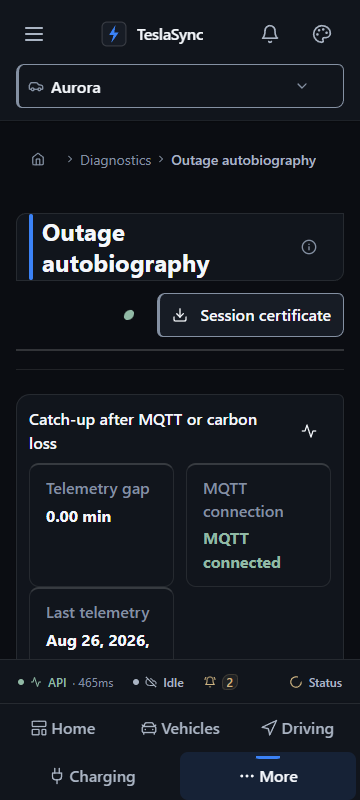 TeslaSync
Aurora
Diagnostics
Outage autobiography
Outage
autobiography
Session certificate
Catch-up after MQTT or carbon
loss
Telemetry gap
0.00 min
MQTT
connection
MQTT
connected
Last telemetry
Aug 26, 2026,
API · 465ms
Idle
2
Status
Home
Vehicles
Driving
Charging
More